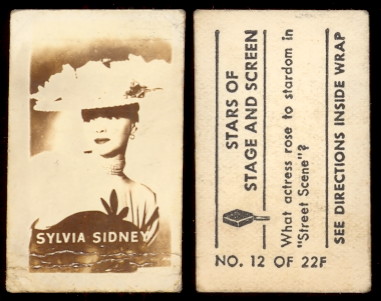 SYLVIA SIDNEY
STARS OF
STAGE AND SCREEN
What actress rose to stardom in
"Street Scene"?
SEE DIRECTIONS INSIDE WRAP
NO. 12 OF 22F